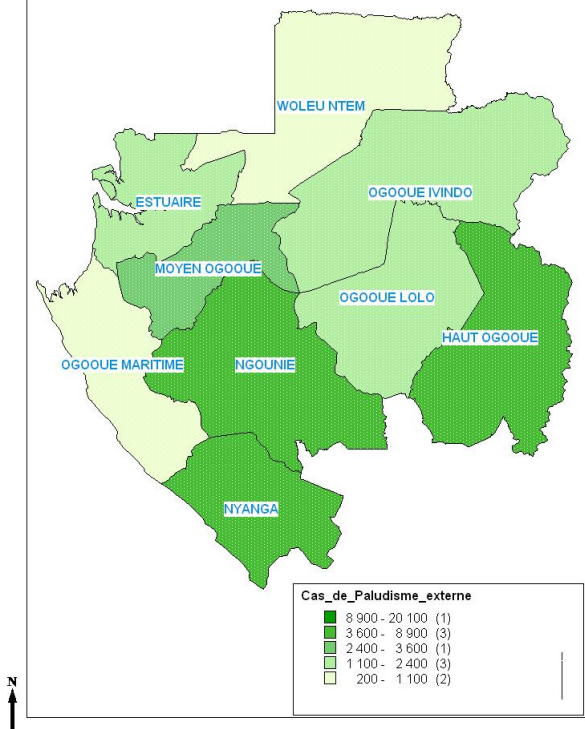 WOLEU NTEM
OGOOUE IVINDO
ESTUAIRE
MOYEN OGOOUE
OGOOUE LOLO
HAUT OGOOUE
OGOOUE MARITIME
NGOUNIE
NYANGA
Cas_de_Paludisme_externe
8 900 - 20 100 (1)
3 600 - 8 900 (3)
2 400 - 3 600 (1)
1 100 - 2 400 (3)
200 - 1 100 (2)
N